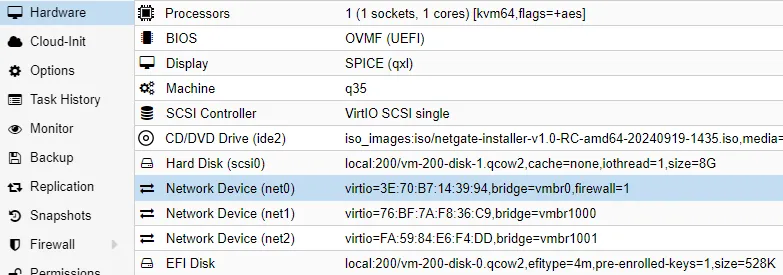 Hardware
Processors 1 (1 sockets, 1 cores) [kvm64,flags=+aes]
Cloud-Init
BIOS OVMF (UEFI)
Options
Display SPICE (qxl)
Task History
Machine q35
Monitor
SCSI Controller VirtIO SCSI single
Backup
CD/DVD Drive (ide2) iso_images:iso/netgate-installer-v1.0-RC-amd64-20240919-1435.iso,media=
Hard Disk (scsi0) local:200/vm-200-disk-1.qcow2,cache=none,iothread=1,size=8G
Replication
Network Device (net0) virtio=3E:70:B7:14:39:94,bridge=vmbr0,firewall=1
Snapshots
Network Device (net1) virtio=76:BF:7A:F8:36:C9,bridge=vmbr1000
Firewall
Network Device (net2) virtio=FA:59:84:E6:F4:DD,bridge=vmbr1001
Permissions
EFI Disk local:200/vm-200-disk-0.qcow2,efitype=4m,pre-enrolled-keys=1,size=528K